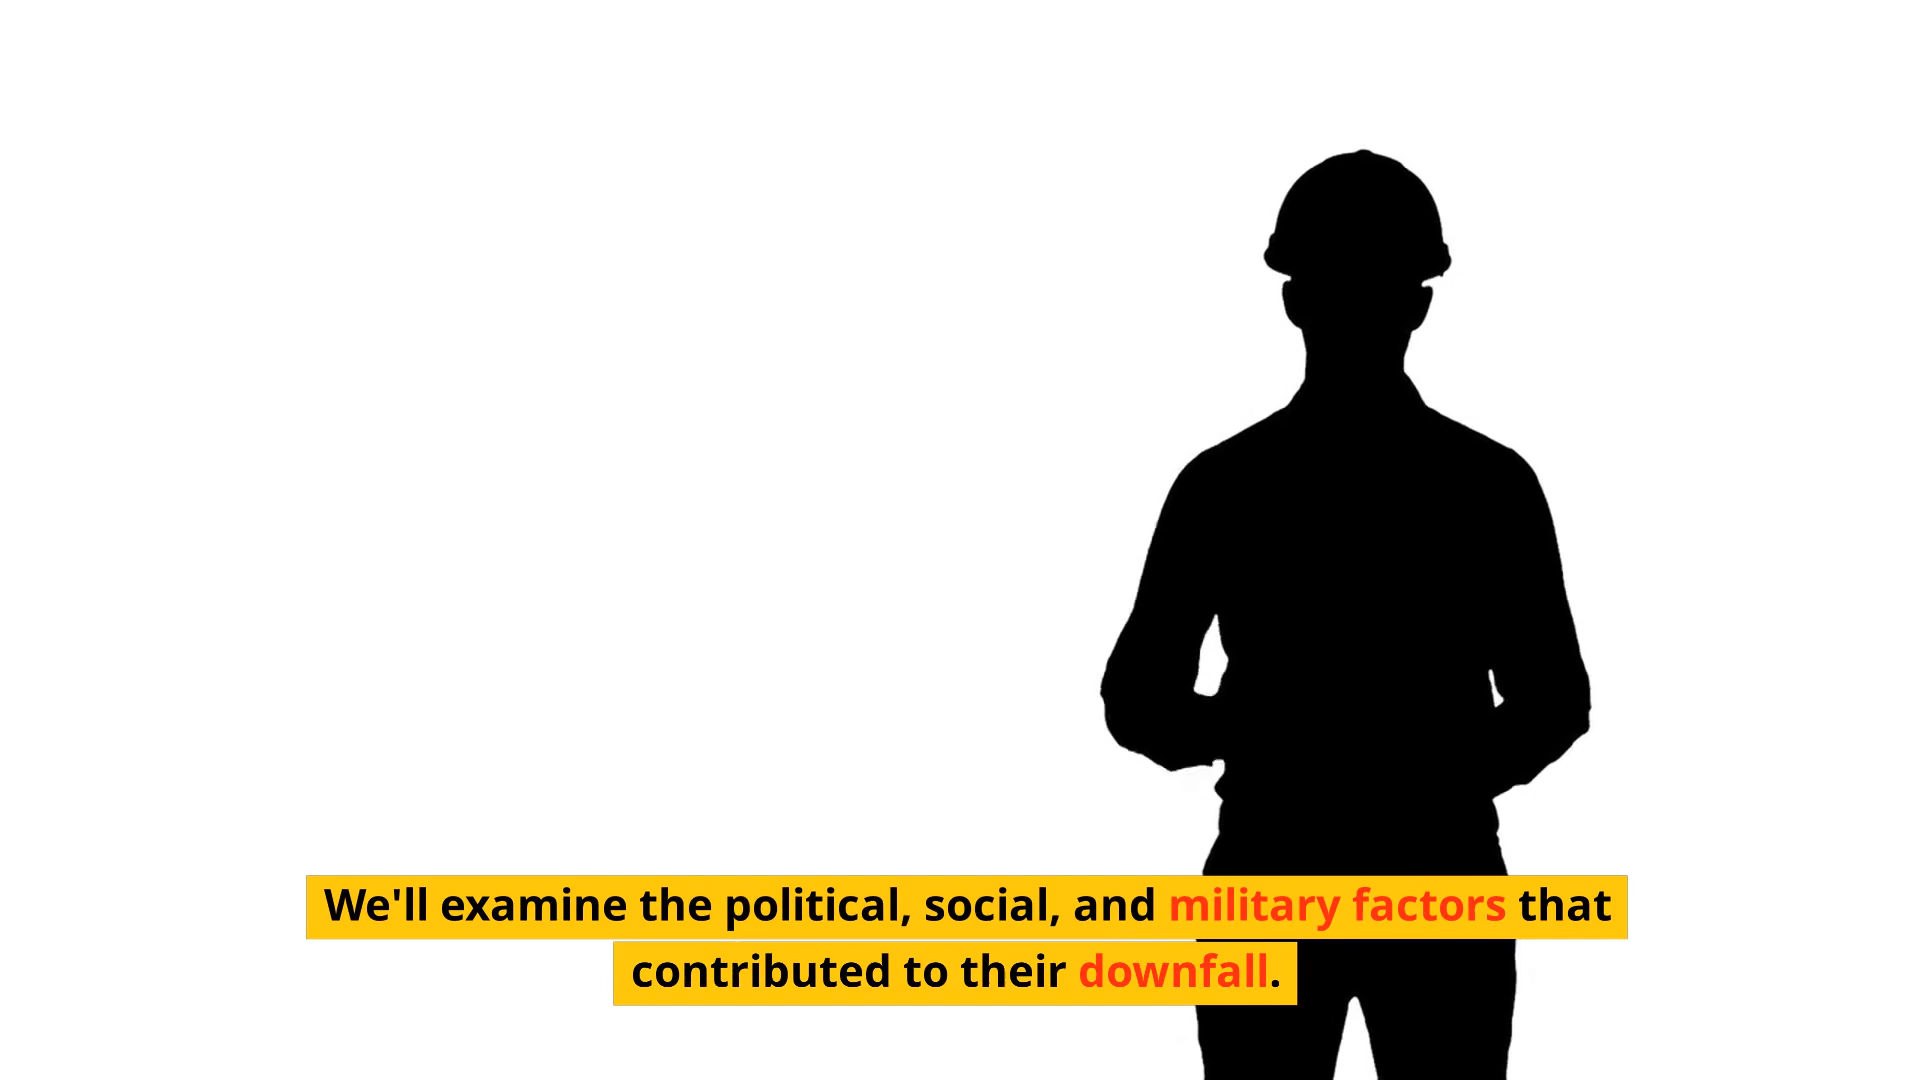 We'll examine the political, social, and military factors that
contributed to their downfall.